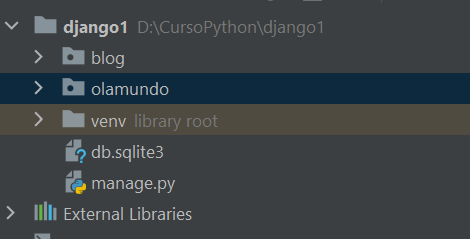 django1 D:\CursoPython\django1
blog
olamundo
venv library root
db.sqlite3
manage.py
External Libraries